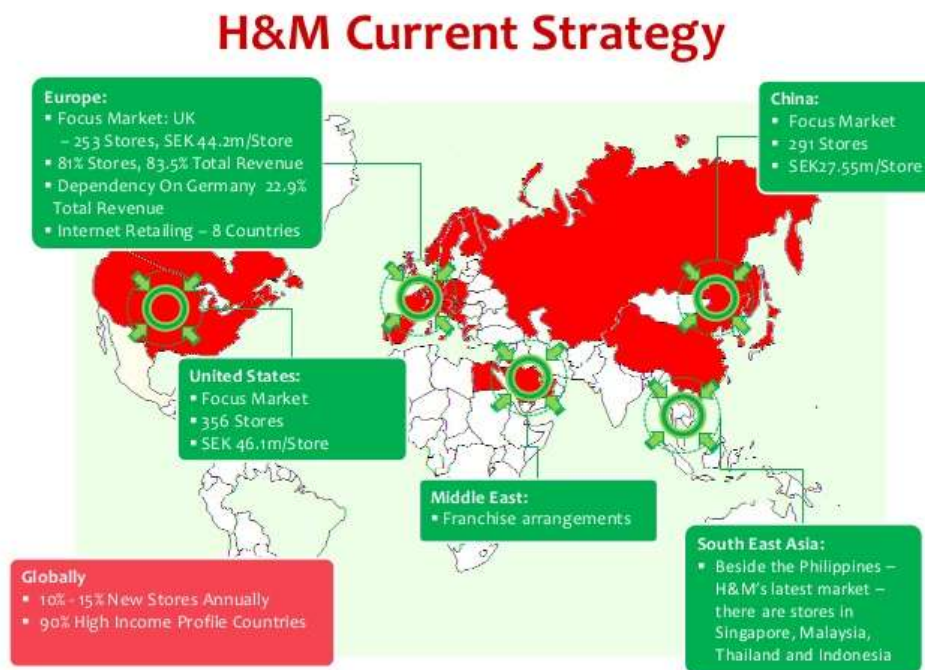 H&M Current Strategy
Europe:
▪ Focus Market: UK
– 253 Stores, SEK 44.2m/Store
▪ 81% Stores, 83.5% Total Revenue
▪ Dependency On Germany 22.9%
Total Revenue
▪ Internet Retailing – 8 Countries
China:
▪ Focus Market
▪ 291 Stores
▪ SEK27.55m/Store
United States:
▪ Focus Market
▪ 356 Stores
▪ SEK 46.1m/Store
Middle East:
▪ Franchise arrangements
South East Asia:
▪ Beside the Philippines –
H&M's latest market –
there are stores in
Singapore, Malaysia,
Thailand and Indonesia
Globally
▪ 10% - 15% New Stores Annually
▪ 90% High Income Profile Countries